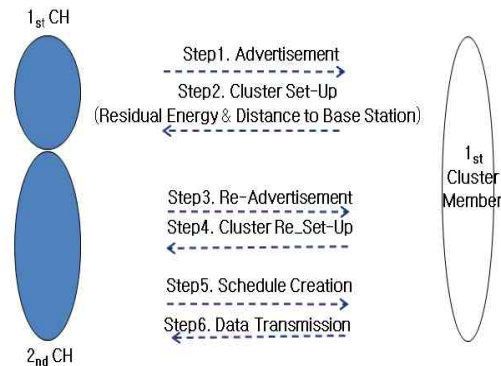 1st CH
Step1. Advertisement
Step2. Cluster Set-Up
(Residual Energy & Distance to Base Station)
1st
Cluster
Member
Step3. Re-Advertisement
Step4. Cluster Re_Set-Up
Step5. Schedule Creation
Step6. Data Transmission
2nd CH